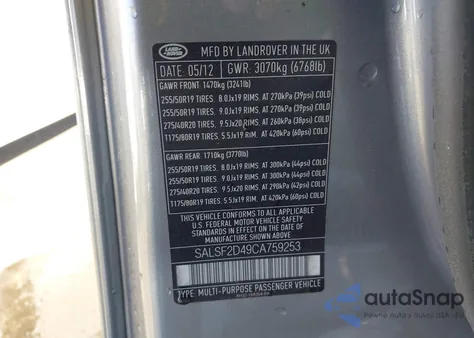 LAND ROVER
MFD BY LANDROVER IN THE UK
DATE: 05/12 GWR: 3070kg (6768lb)
GAWR FRONT 1470kg (3241lb)
255/50R19 TIRES. 8.0Jx19 RIMS. AT 270kPa (39psi) COLD
255/50R19 TIRES. 9.0Jx19 RIMS. AT 270kPa (39psi) COLD
275/40R20 TIRES. 9.5Jx20 RIMS. AT 260kPa (38psi) COLD
T175/80R19 TIRES. 5.5Jx19 RIMS. AT 420kPa (60psi) COLD
GAWR REAR 1710kg (3770lb)
255/50R19 TIRES. 8.0Jx19 RIMS. AT 300kPa (44psi) COLD
255/50R19 TIRES. 9.0Jx19 RIMS. AT 300kPa (44psi) COLD
275/40R20 TIRES. 9.5Jx20 RIMS. AT 290kPa (42psi) COLD
T175/80R19 TIRES. 5.5Jx19 RIMS. AT 420kPa (60psi) COLD
THIS VEHICLE CONFORMS TO ALL APPLICABLE
U.S. FEDERAL MOTOR VEHICLE SAFETY
STANDARDS IN EFFECT ON THE DATE OF
MANUFACTURE SHOWN ABOVE.
SALSF2D49CA759253
TYPE: MULTI-PURPOSE PASSENGER VEHICLE
autoSnap
POWERED BY